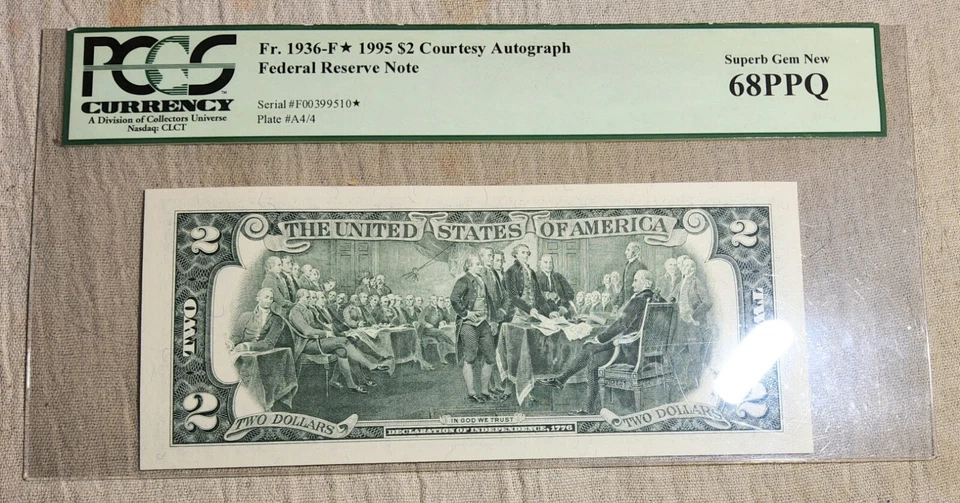 PCGS
CURRENCY
A Division of Collectors Universe
Nasdaq: CLCT
Fr. 1936-F★ 1995 $2 Courtesy Autograph
Federal Reserve Note
Serial #F00399510★
Plate #A4/4
Superb Gem New
68PPQ
2 THE UNITED STATES OF AMERICA 2
TWO
TWO
2 TWO DOLLARS IN GOD WE TRUST TWO DOLLARS 2
DECLARATION OF INDEPENDENCE, 1776